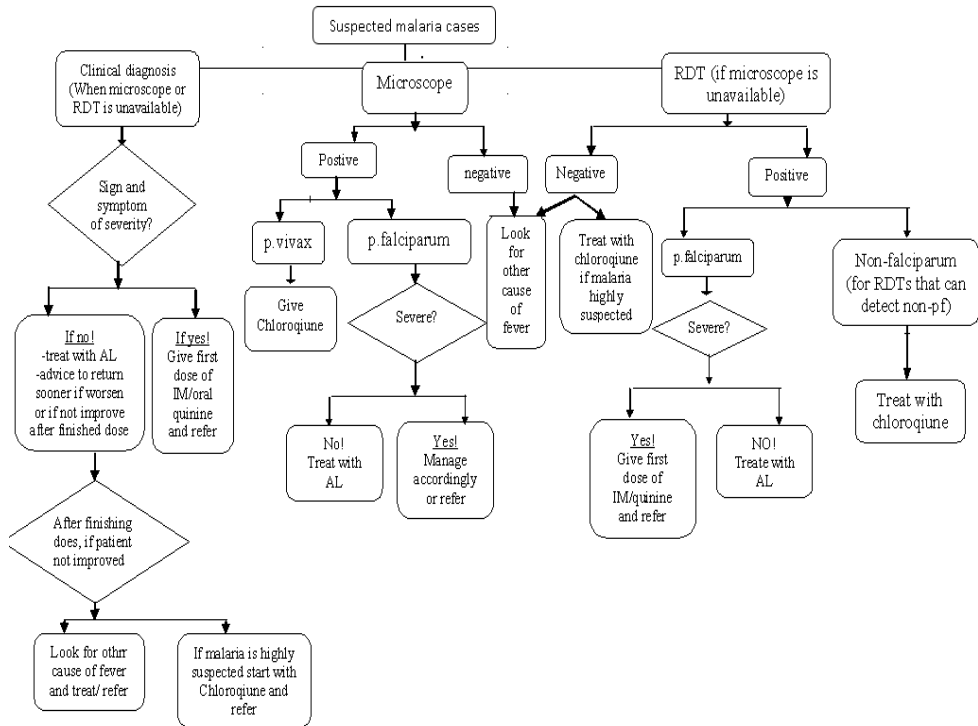 Suspected malaria cases
Clinical diagnosis
(When microscope or
RDT is unavailable)
Microscope
RDT (if microscope is
unavailable)
Sign and
symptom
of severity?
Postive
negative
Negative
Positive
p.vivax
p.falciparum
Look
for
other
cause
of
fever
Treat with
chloroqiune
if malaria
highly
suspected
p.falciparum
Non-falciparum
(for RDTs that can
detect non-pf)
Give
Chloroqiune
Severe?
Severe?
If no!
-treat with AL
-advice to return
sooner if worsen
or if not improve
after finished dose
If yes!
Give first
dose of
IM/oral
quinine
and refer
Treat with
chloroqiune
No!
Treat with
AL
Yes!
Manage
accordingly
or refer
Yes!
Give first
dose of
IM/quinine
and refer
NO!
Treate with
AL
After finishing
does, if patient
not improved
Look for othrr
cause of fever
and treat/ refer
If malaria is highly
suspected start with
Chloroqiune and
refer